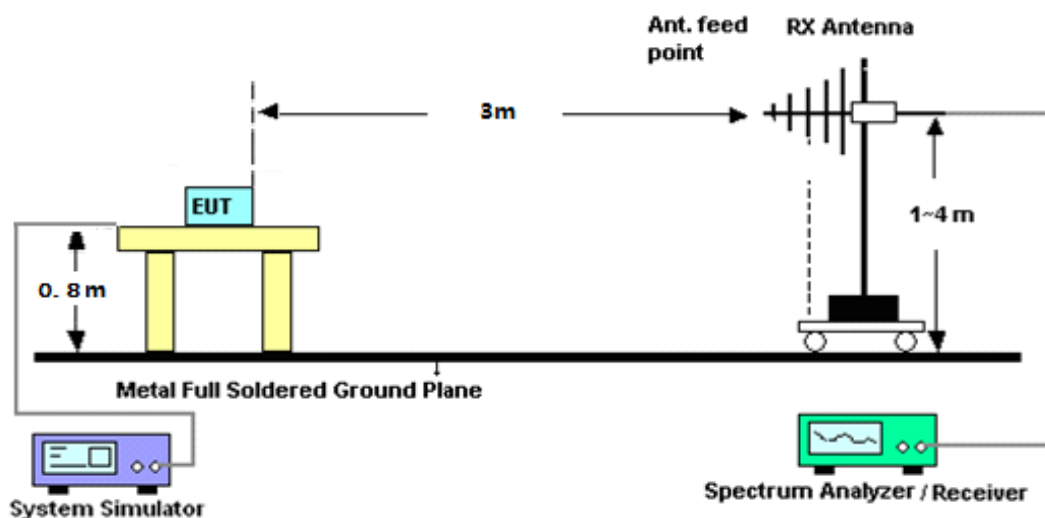 Ant. feed
point
RX Antenna
3m
EUT
1~4 m
0. 8 m
Metal Full Soldered Ground Plane
System Simulator
Spectrum Analyzer / Receiver